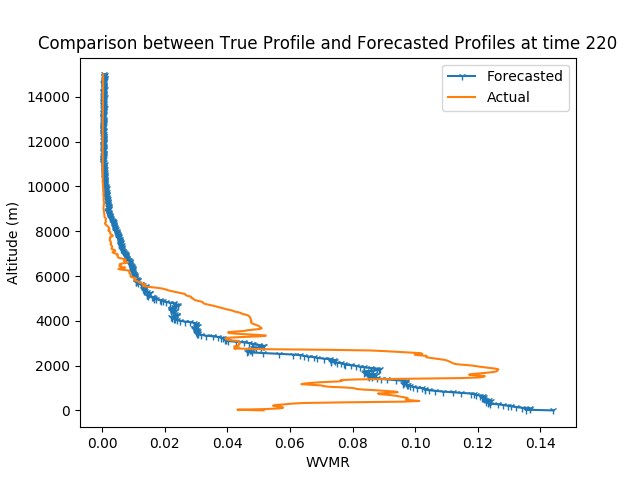 Comparison between True Profile and Forecasted Profiles at time 220
Forecasted
Actual
Altitude (m)
14000
12000
10000
8000
6000
4000
2000
0
0.00 0.02 0.04 0.06 0.08 0.10 0.12 0.14
WVMR